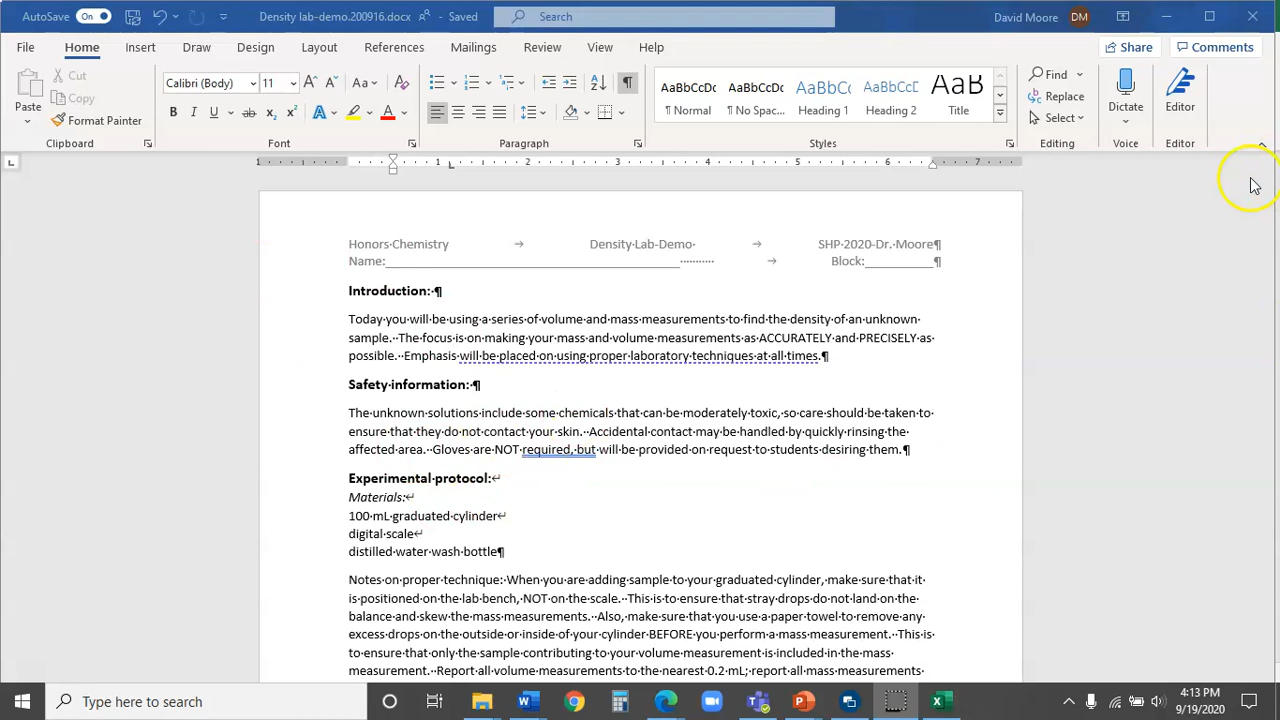 AutoSave On Density lab-demo.200916.docx - Saved Search David Moore DM
File Home Insert Draw Design Layout References Mailings Review View Help Share Comments
Paste Cut Copy Format Painter
Clipboard
Calibri (Body) 11 Aa
B I U ab x₂ x² A A
Font
Paragraph
AaBbCcDc AaBbCcDc AaBbCc AaBbCcD AaB
¶ Normal ¶ No Spac... Heading 1 Heading 2 Title
Styles
Find Replace Select
Editing
Dictate
Voice
Editor
Editor
1 1 2 3 4 5 6 7
Honors·Chemistry → Density·Lab-Demo· → SHP·2020-Dr.·Moore¶
Name:______________________________·········· → Block:__________¶
Introduction:·¶
Today·you·will·be·using·a·series·of·volume·and·mass·measurements·to·find·the·density·of·an·unknown·
sample.··The·focus·is·on·making·your·mass·and·volume·measurements·as·ACCURATELY·and·PRECISELY·as·
possible.··Emphasis·will·be·placed·on·using·proper·laboratory·techniques·at·all·times.¶
Safety·information:·¶
The·unknown·solutions·include·some·chemicals·that·can·be·moderately·toxic,·so·care·should·be·taken·to·
ensure·that·they·do·not·contact·your·skin.··Accidental·contact·may·be·handled·by·quickly·rinsing·the·
affected·area.··Gloves·are·NOT·required,·but·will·be·provided·on·request·to·students·desiring·them.¶
Experimental·protocol:↵
Materials:↵
100·mL·graduated·cylinder↵
digital·scale↵
distilled·water·wash·bottle¶
Notes·on·proper·technique:·When·you·are·adding·sample·to·your·graduated·cylinder,·make·sure·that·it·
is·positioned·on·the·lab·bench,·NOT·on·the·scale.··This·is·to·ensure·that·stray·drops·do·not·land·on·the·
balance·and·skew·the·mass·measurements.··Also,·make·sure·that·you·use·a·paper·towel·to·remove·any·
excess·drops·on·the·outside·or·inside·of·your·cylinder·BEFORE·you·perform·a·mass·measurement.··This·is·
to·ensure·that·only·the·sample·contributing·to·your·volume·measurement·is·included·in·the·mass·
measurement.··Report·all·volume·measurements·to·the·nearest·0.2·mL;·report·all·mass·measurements·
Type here to search
4:13 PM
9/19/2020